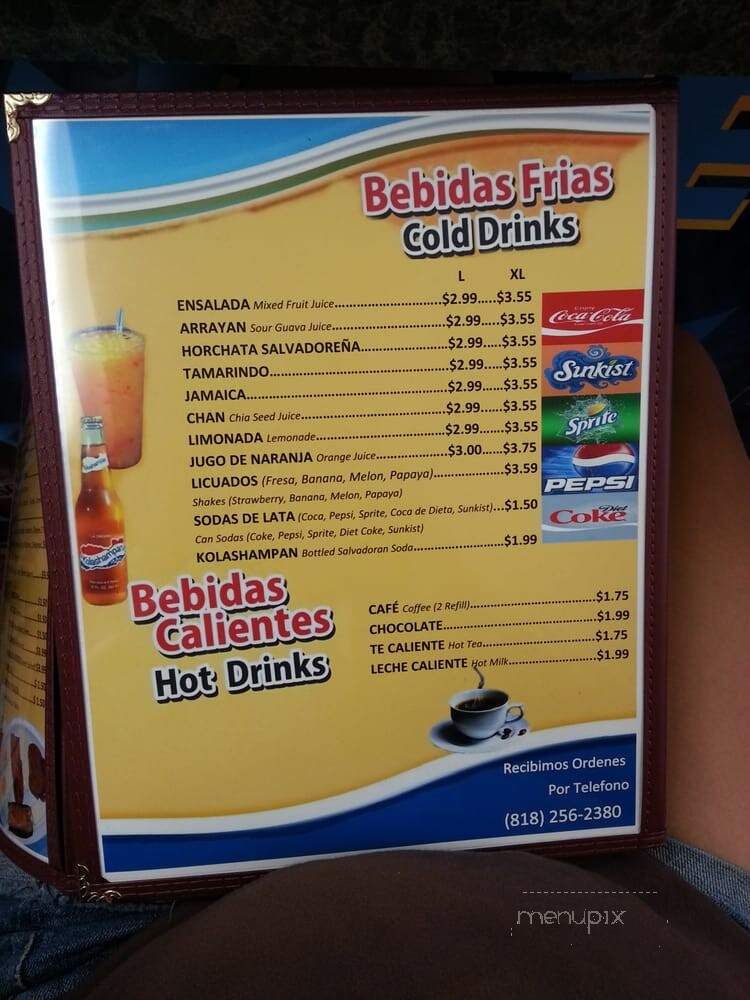 Bebidas Frias
Cold Drinks
L XL
ENSALADA Mixed Fruit Juice.....$2.99.....$3.55
ARRAYAN Sour Guava Juice.....$2.99.....$3.55
HORCHATA SALVADOREÑA.....$2.99.....$3.55
TAMARINDO.....$2.99.....$3.55
JAMAICA.....$2.99.....$3.55
CHAN Chia Seed Juice.....$2.99.....$3.55
LIMONADA Lemonade.....$2.99.....$3.55
JUGO DE NARANJA Orange Juice.....$3.00.....$3.75
LICUADOS (Fresa, Banana, Melon, Papaya).....$3.59
Shakes (Strawberry, Banana, Melon, Papaya)
SODAS DE LATA (Coca, Pepsi, Sprite, Coca de Dieta, Sunkist)...$1.50
Can Sodas (Coke, Pepsi, Sprite, Diet Coke, Sunkist)
KOLASHAMPAN Bottled Salvadoran Soda.....$1.99
Enjoy
Coca-Cola
Sunkist
Sprite
PEPSI
Diet
Coke
Kolashampan
Bebidas
Calientes
Hot Drinks
CAFÉ Coffee (2 Refill).....$1.75
CHOCOLATE.....$1.99
TE CALIENTE Hot Tea.....$1.75
LECHE CALIENTE Hot Milk.....$1.99
Recibimos Ordenes
Por Telefono
(818) 256-2380
menupix